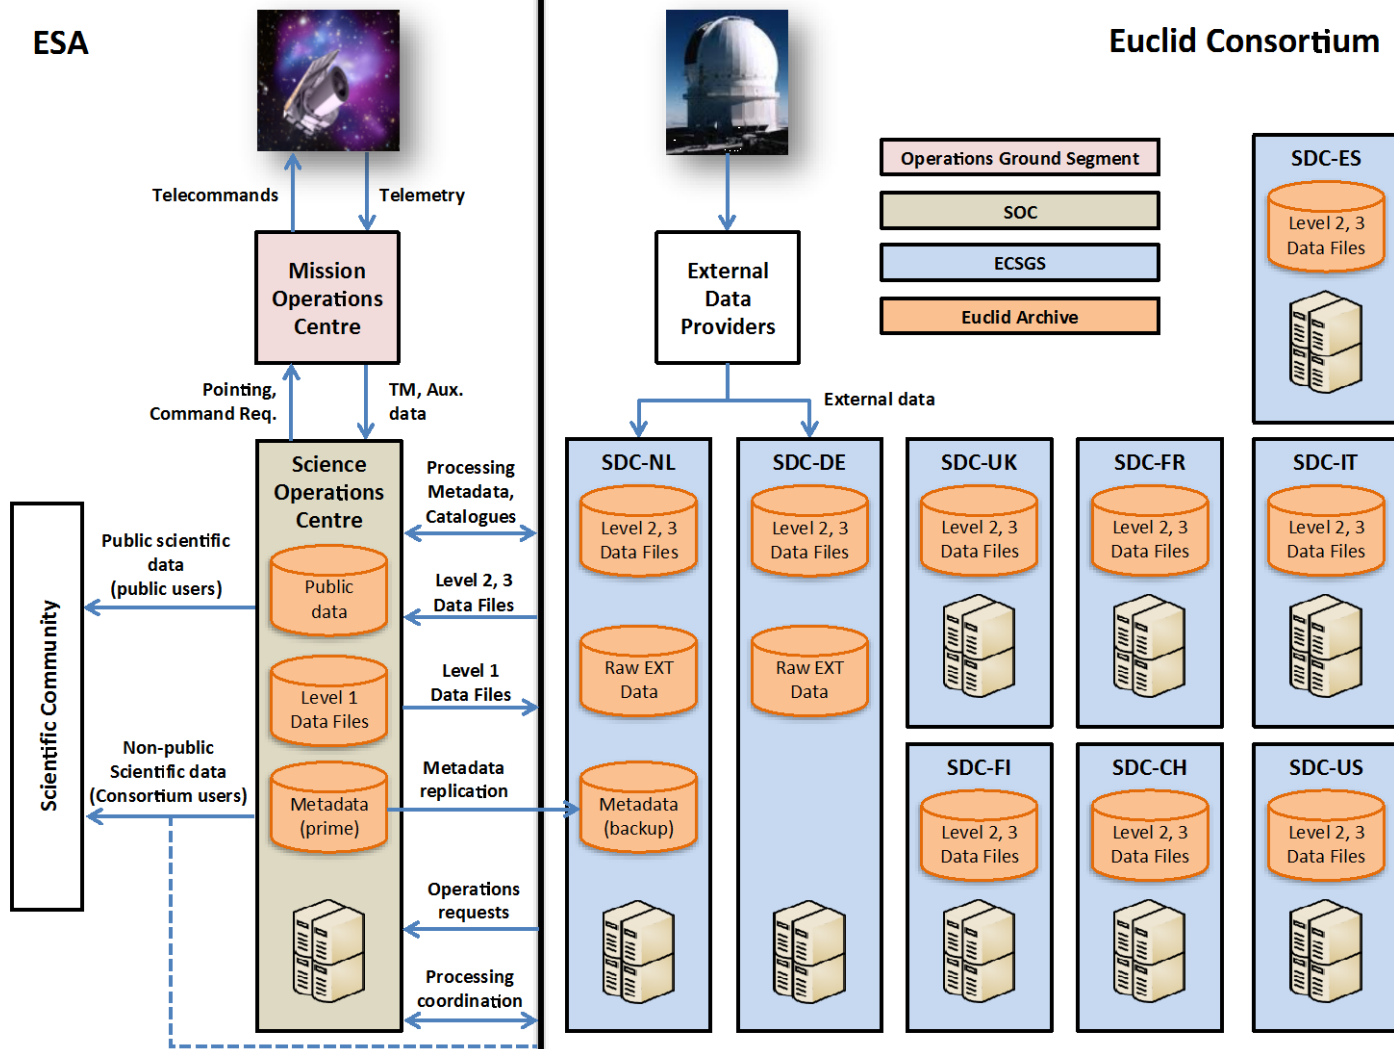 ESA
Euclid Consortium
Telecommands
Telemetry
Mission
Operations
Centre
Pointing,
Command Req.
TM, Aux.
data
Science
Operations
Centre
Public
data
Level 1
Data Files
Metadata
(prime)
Scientific Community
Public scientific
data
(public users)
Non-public
Scientific data
(Consortium users)
Processing
Metadata,
Catalogues
Level 2, 3
Data Files
Level 1
Data Files
Metadata
replication
Operations
requests
Processing
coordination
External
Data
Providers
External data
Operations Ground Segment
SOC
ECSGS
Euclid Archive
SDC-ES
Level 2, 3
Data Files
SDC-NL
Level 2, 3
Data Files
Raw EXT
Data
Metadata
(backup)
SDC-DE
Level 2, 3
Data Files
Raw EXT
Data
SDC-UK
Level 2, 3
Data Files
SDC-FR
Level 2, 3
Data Files
SDC-IT
Level 2, 3
Data Files
SDC-FI
Level 2, 3
Data Files
SDC-CH
Level 2, 3
Data Files
SDC-US
Level 2, 3
Data Files